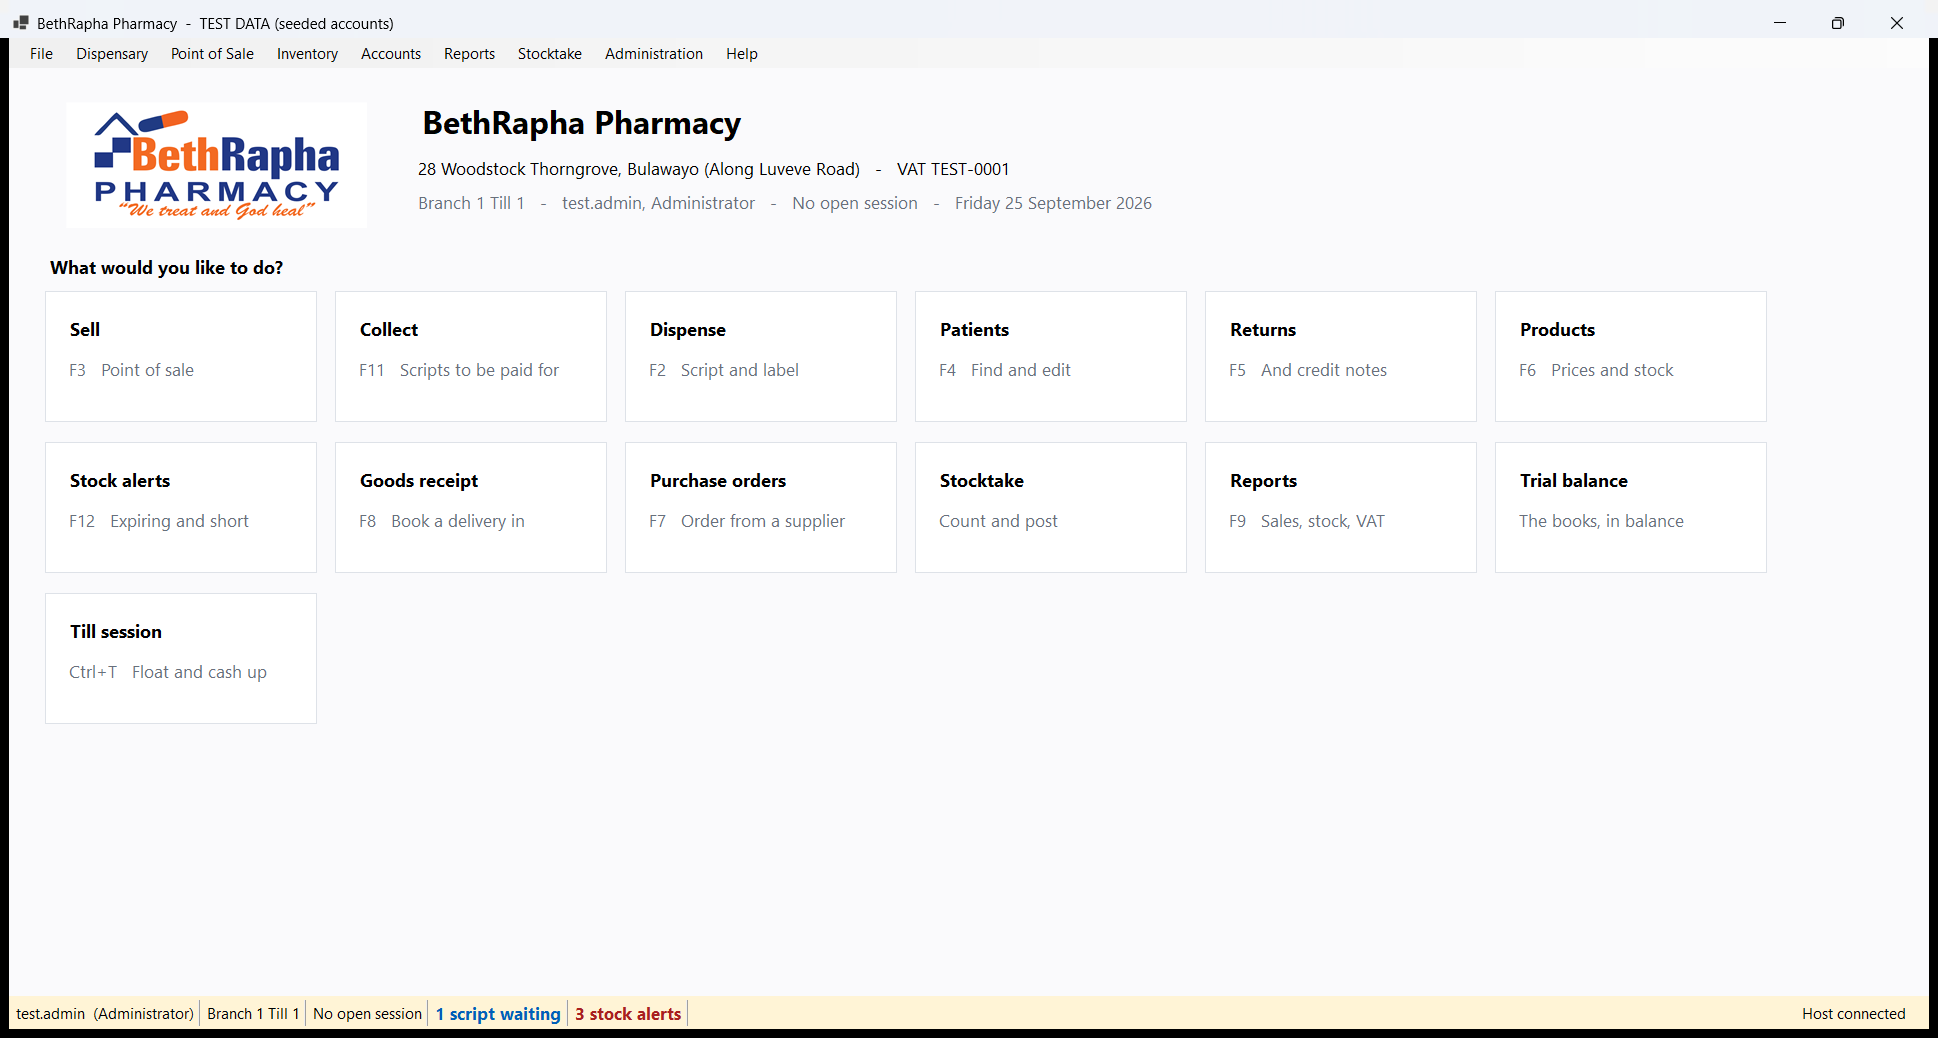 BethRapha Pharmacy - TEST DATA (seeded accounts)
File Dispensary Point of Sale Inventory Accounts Reports Stocktake Administration Help
BethRapha
PHARMACY
"We treat and God heal"
BethRapha Pharmacy
28 Woodstock Thorngrove, Bulawayo (Along Luveve Road) - VAT TEST-0001
Branch 1 Till 1 - test.admin, Administrator - No open session - Friday 25 September 2026
What would you like to do?
Sell
F3 Point of sale
Collect
F11 Scripts to be paid for
Dispense
F2 Script and label
Patients
F4 Find and edit
Returns
F5 And credit notes
Products
F6 Prices and stock
Stock alerts
F12 Expiring and short
Goods receipt
F8 Book a delivery in
Purchase orders
F7 Order from a supplier
Stocktake
Count and post
Reports
F9 Sales, stock, VAT
Trial balance
The books, in balance
Till session
Ctrl+T Float and cash up
test.admin (Administrator) Branch 1 Till 1 No open session 1 script waiting 3 stock alerts Host connected